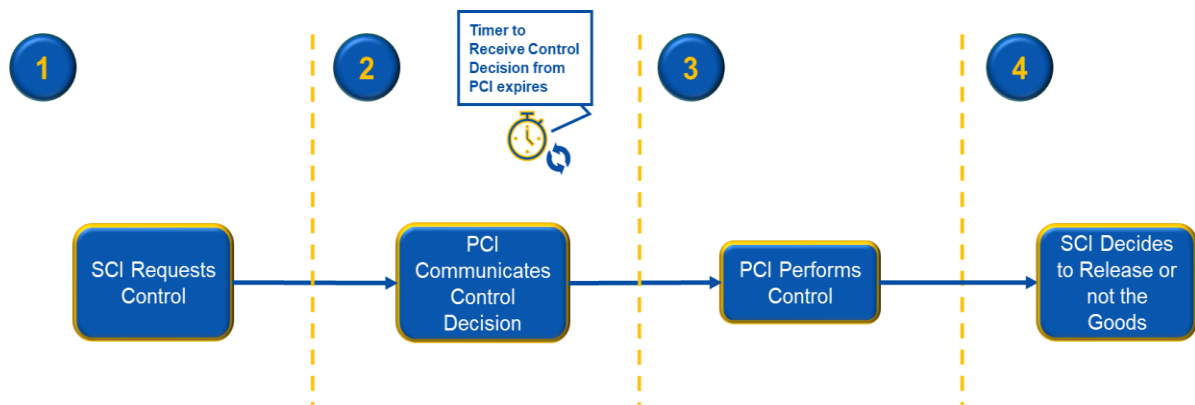 1
2
Timer to
Receive Control
Decision from
PCI expires
3
4
SCI Requests
Control
PCI
Communicates
Control
Decision
PCI Performs
Control
SCI Decides
to Release or
not the
Goods